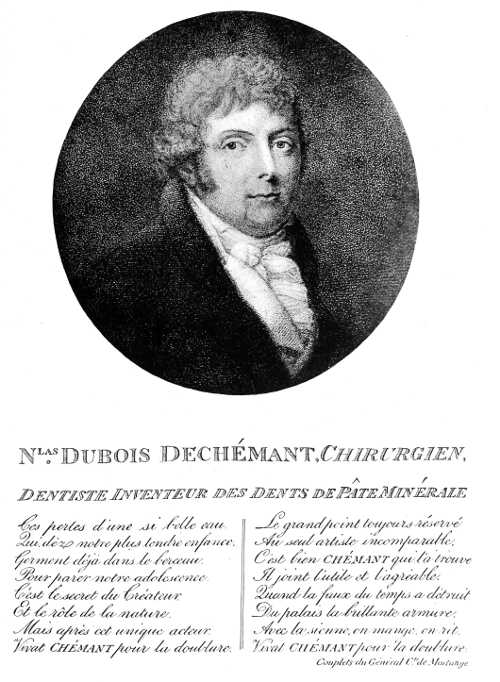 N.LAS DUBOIS DECHÉMANT, CHIRURGIEN,
DENTISTE INVENTEUR DES DENTS DE PÂTE MINÉRALE
Ces perles d'une si belle eau
Qui, dèz notre plus tendre enfance,
Germent déjà dans le berceau
Pour parer notre adolescence
C'est le secret du Créateur
Et le rôle de la nature.
Mais après cet unique acteur
Vivat CHÉMANT pour la doublure.
Le grand point toujours réservé
Au seul artiste incomparable,
C'est bien CHÉMANT qui l'a trouvé
Il joint l'utile et l'agréable.
Quand la faux du temps a détruit
Du palais la brillante armure,
Avec la sienne, on mange, on rit.
Vivat CHÉMANT pour la doublure.
Couplets du Général C.te de Mortange